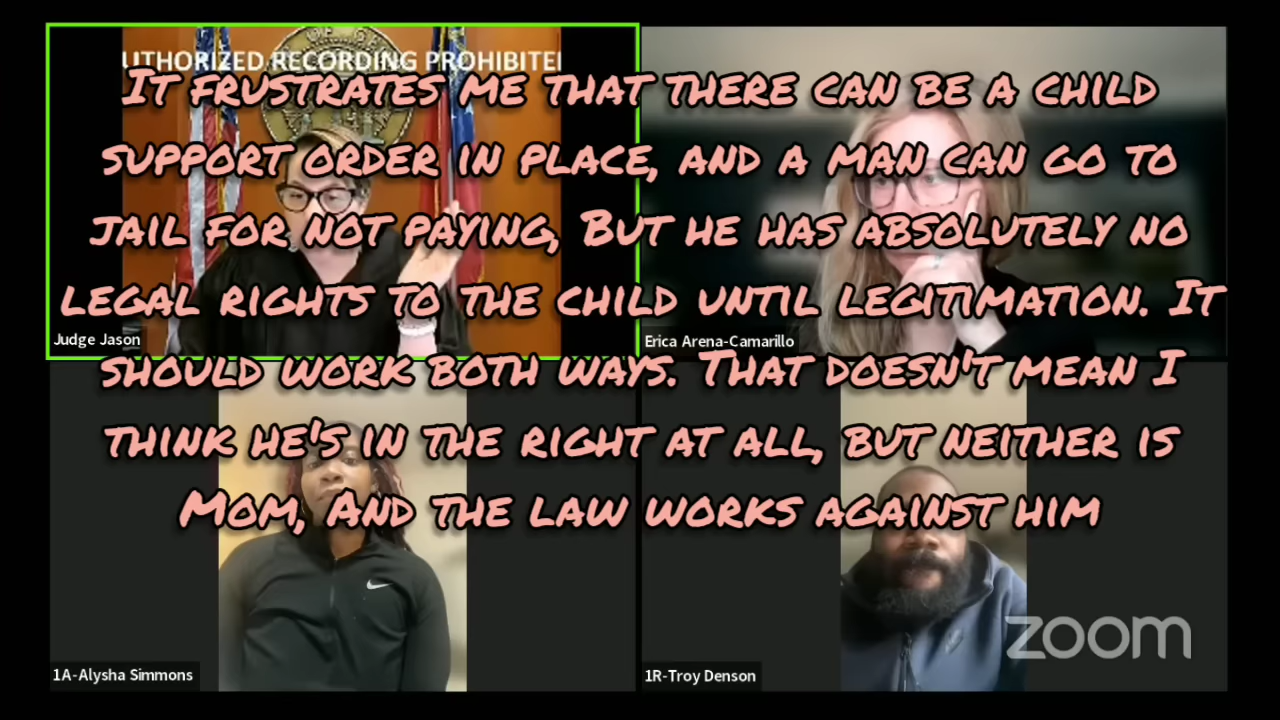 UTHORIZED RECORDING PROHIBITE
It frustrates me that there can be a child
support order in place, and a man can go to
jail for not paying, But he has absolutely no
legal rights to the child until legitimation. It
should work both ways. That doesn't mean I
think he's in the right at all, but neither is
Mom, And the law works against him
Judge Jason
Erica Arena-Camarillo
1A-Alysha Simmons
1R-Troy Denson
zoom